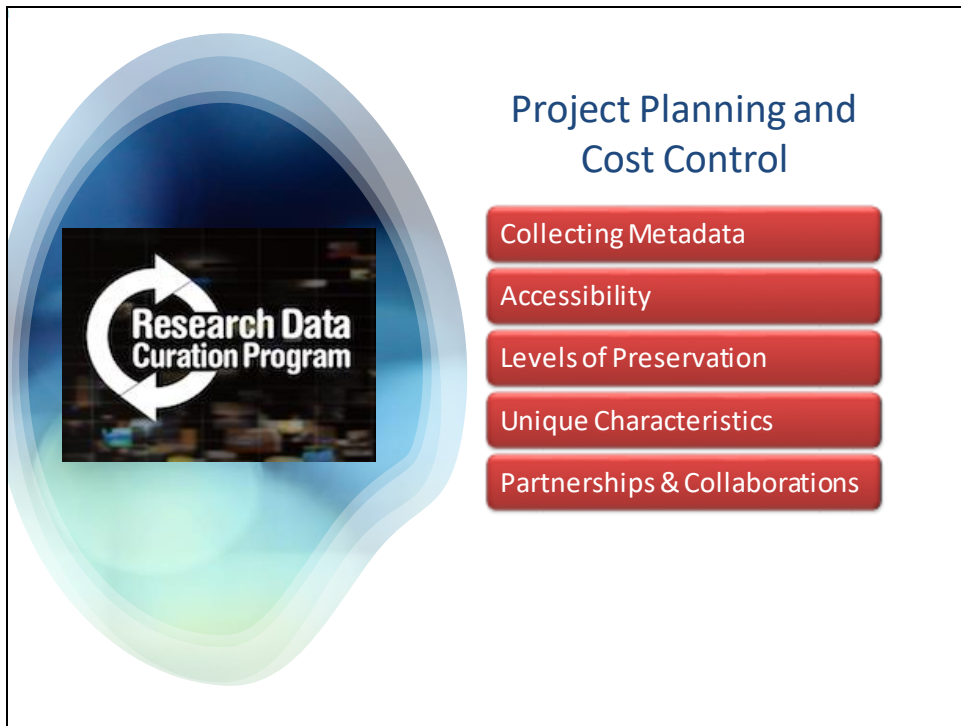 Project Planning and
Cost Control
Research Data
Curation Program
Collecting Metadata
Accessibility
Levels of Preservation
Unique Characteristics
Partnerships & Collaborations